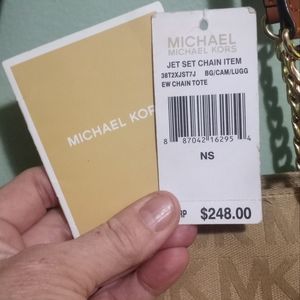 MICHAEL KORS
MICHAEL
MICHAEL KORS
JET SET CHAIN ITEM
38T2XJST7J BG/CAM/LUGG
EW CHAIN TOTE
8 87042 16295 4
NS
$248.00
MK